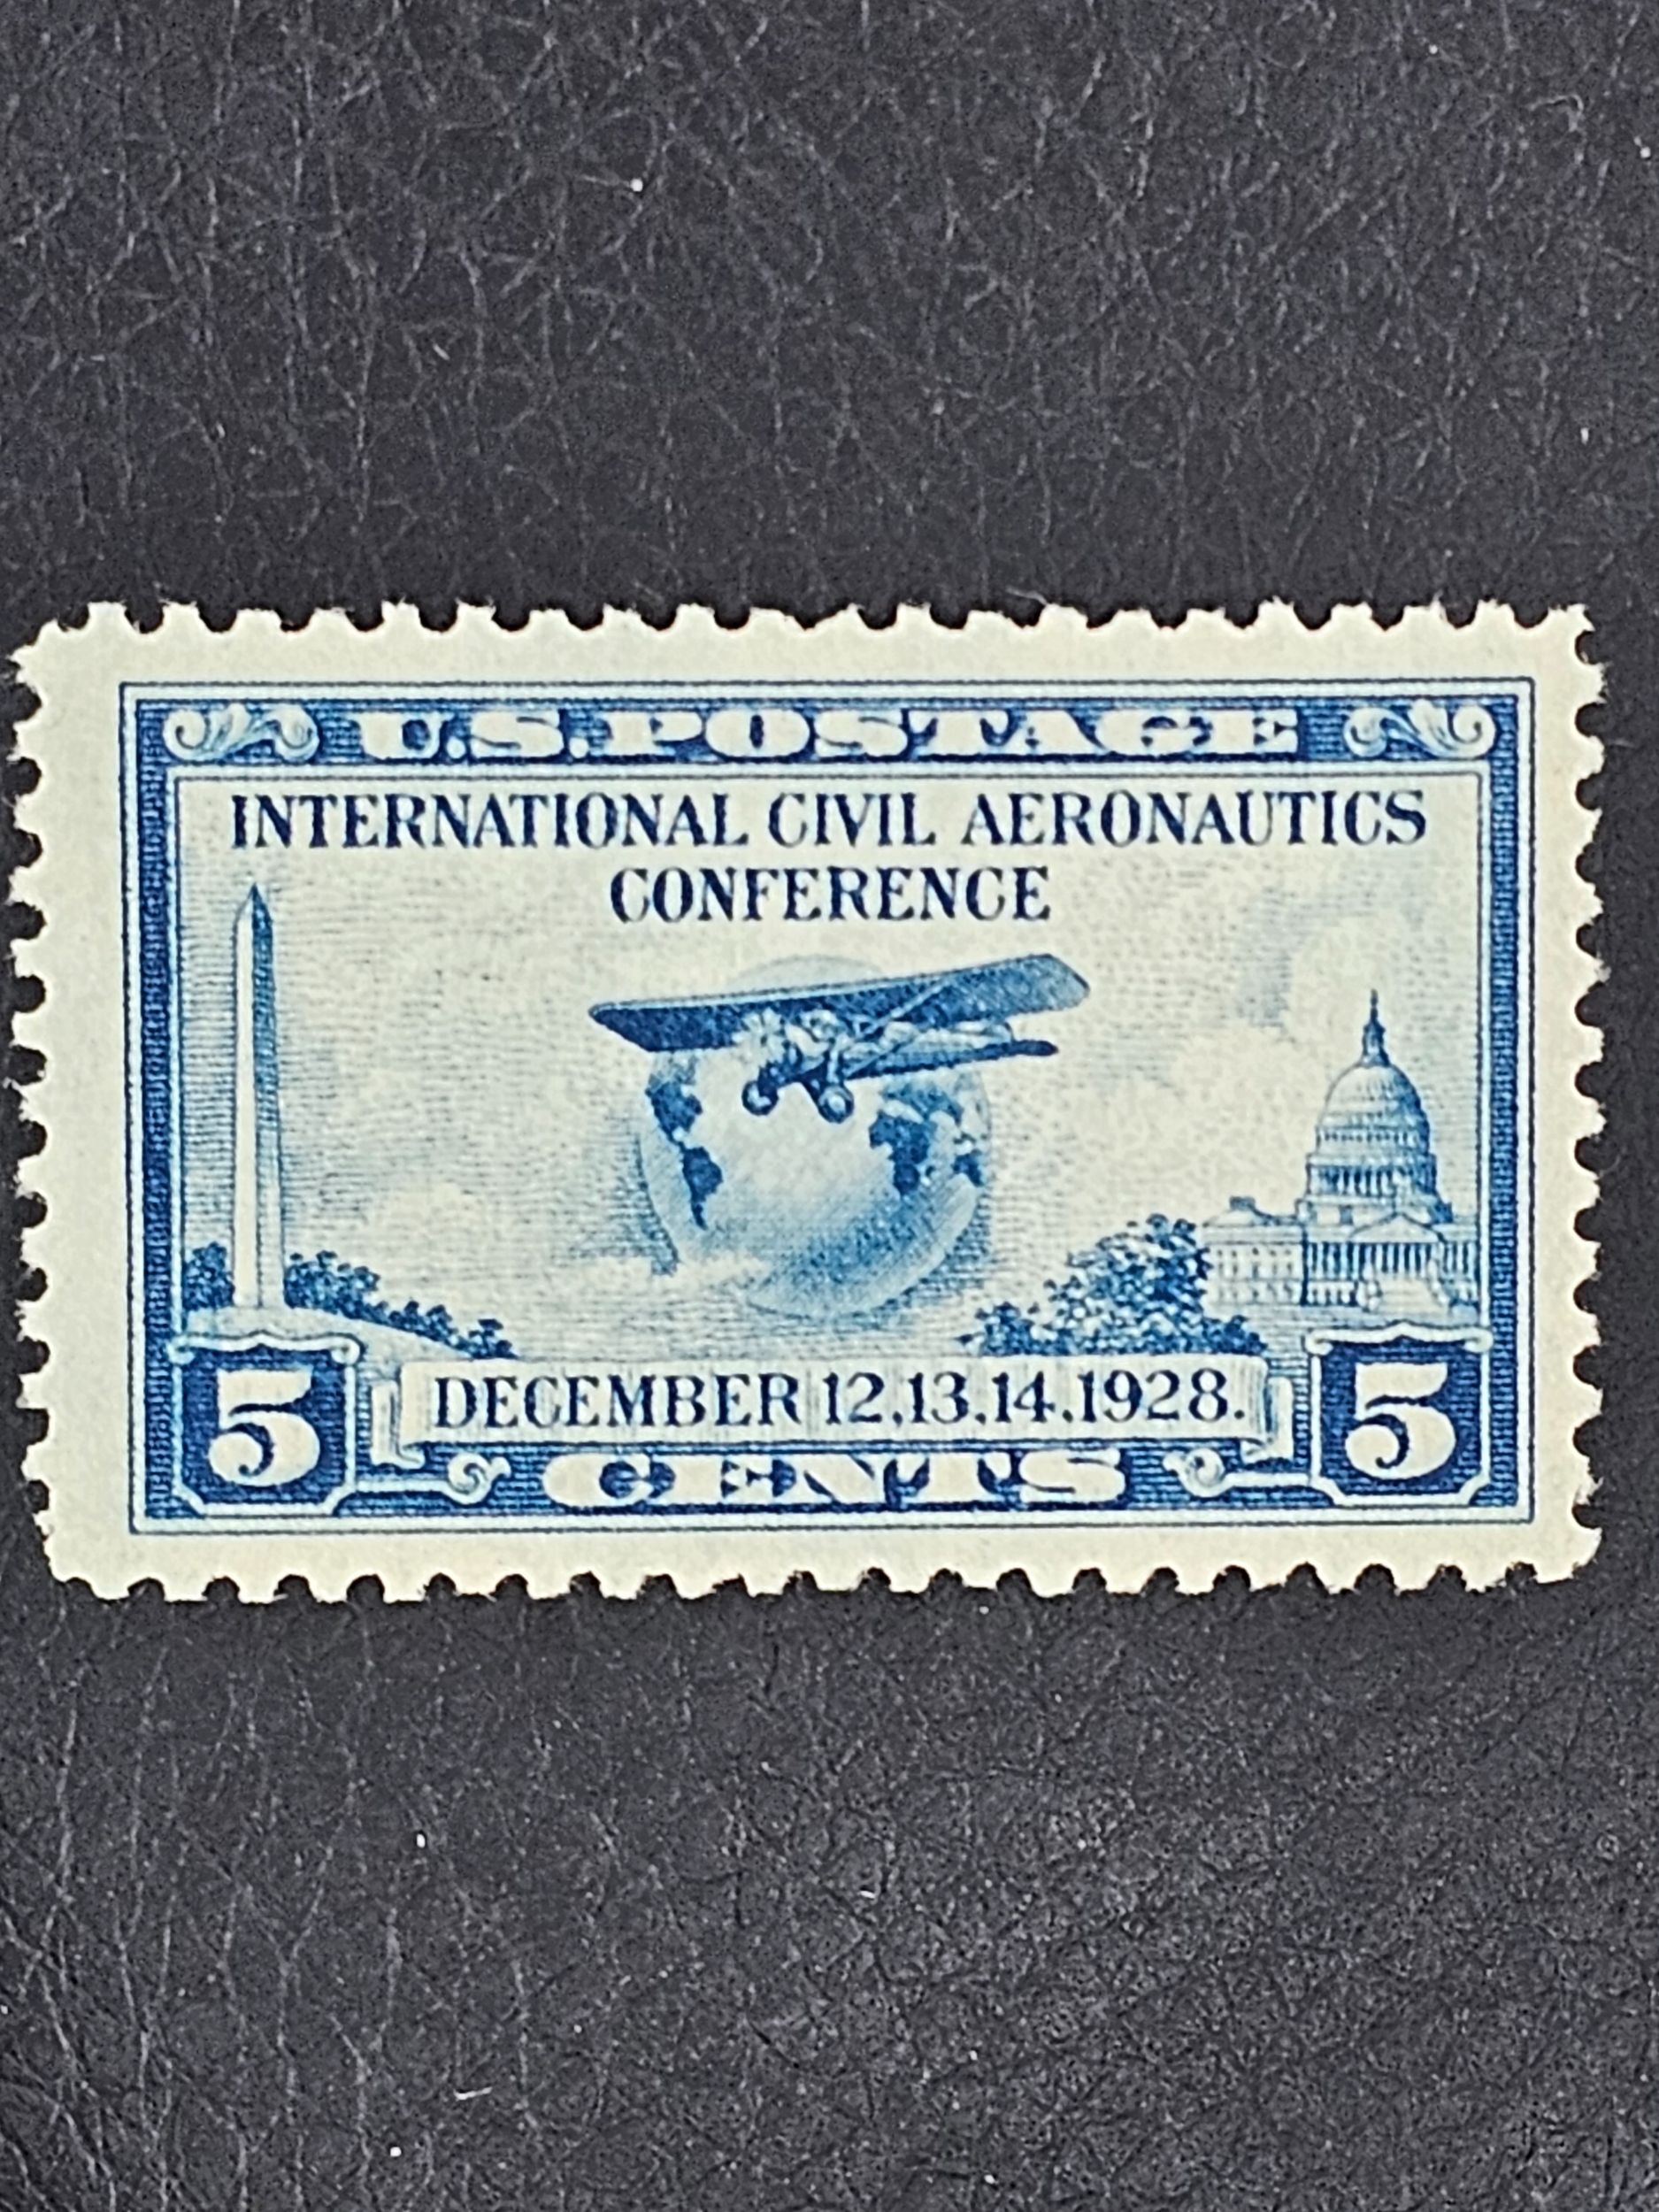 U.S. POSTAGE
INTERNATIONAL CIVIL AERONAUTICS
CONFERENCE
DECEMBER 12,13,14,1928.
5 CENTS 5